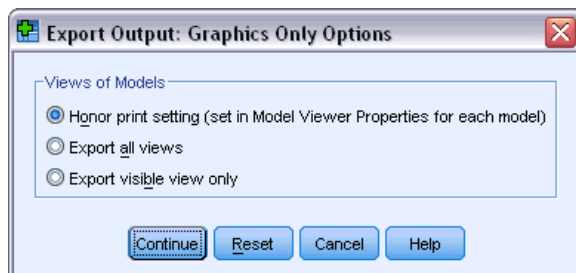 Export Output: Graphics Only Options
Views of Models
Honor print setting (set in Model Viewer Properties for each model)
Export all views
Export visible view only
Continue Reset Cancel Help